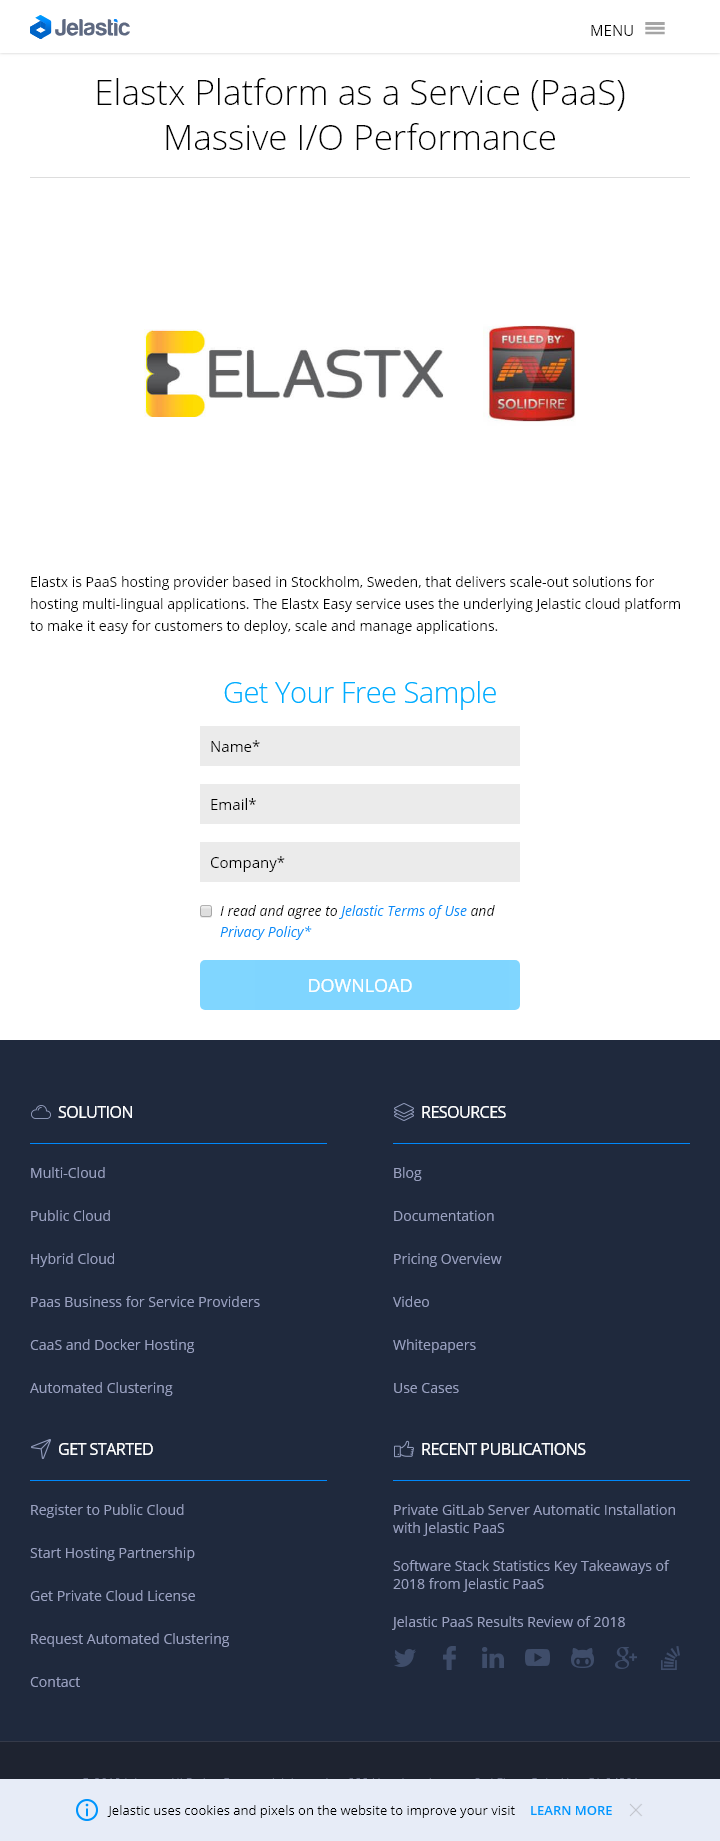 Jelastic
MENU
Elastx Platform as a Service (PaaS)
Massive I/O Performance
ELASTX
FUELED BY
SOLIDFIRE
Elastx is PaaS hosting provider based in Stockholm, Sweden, that delivers scale-out solutions for
hosting multi-lingual applications. The Elastx Easy service uses the underlying Jelastic cloud platform
to make it easy for customers to deploy, scale and manage applications.
Get Your Free Sample
Name*
Email*
Company*
I read and agree to Jelastic Terms of Use and
Privacy Policy*
DOWNLOAD
SOLUTION
Multi-Cloud
Public Cloud
Hybrid Cloud
Paas Business for Service Providers
CaaS and Docker Hosting
Automated Clustering
RESOURCES
Blog
Documentation
Pricing Overview
Video
Whitepapers
Use Cases
GET STARTED
Register to Public Cloud
Start Hosting Partnership
Get Private Cloud License
Request Automated Clustering
Contact
RECENT PUBLICATIONS
Private GitLab Server Automatic Installation
with Jelastic PaaS
Software Stack Statistics Key Takeaways of
2018 from Jelastic PaaS
Jelastic PaaS Results Review of 2018
Jelastic uses cookies and pixels on the website to improve your visit LEARN MORE